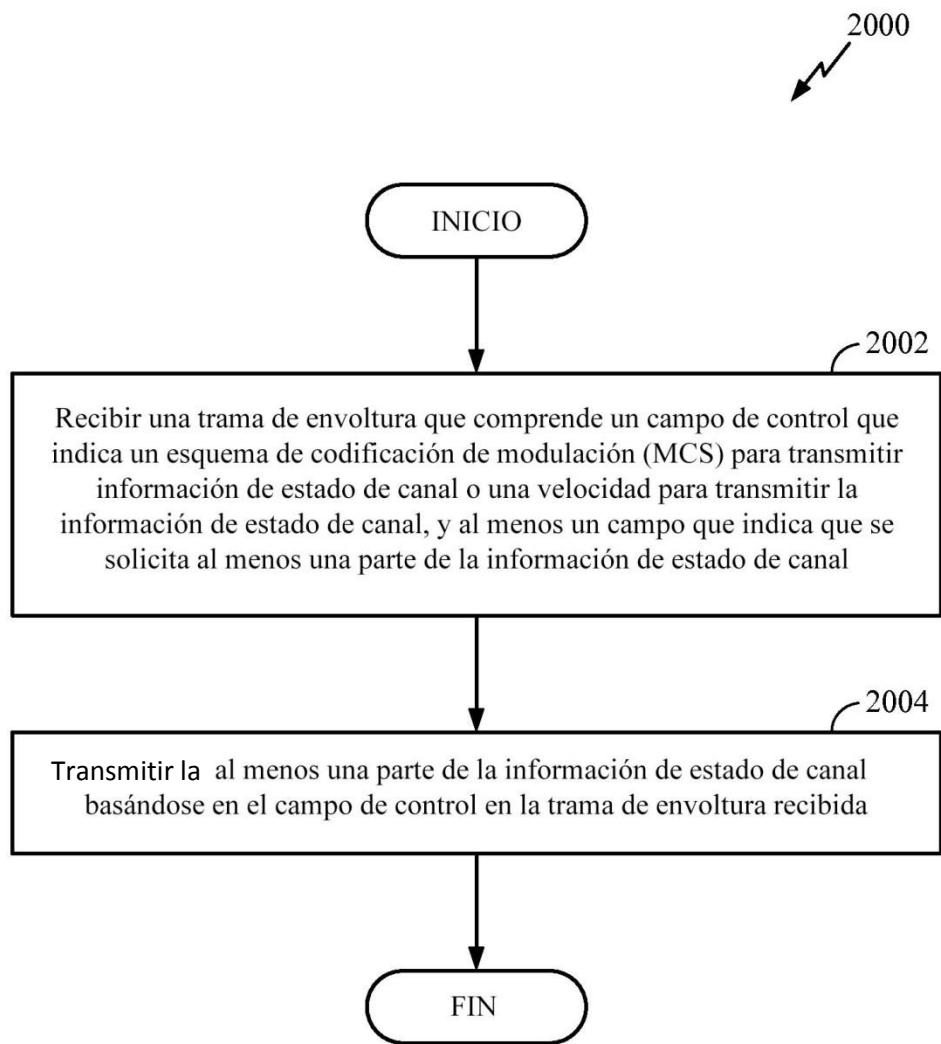 2000
INICIO
2002
Recibir una trama de envoltura que comprende un campo de control que
indica un esquema de codificación de modulación (MCS) para transmitir
información de estado de canal o una velocidad para transmitir la
información de estado de canal, y al menos un campo que indica que se
solicita al menos una parte de la información de estado de canal
2004
Transmitir la al menos una parte de la información de estado de canal
basándose en el campo de control en la trama de envoltura recibida
FIN